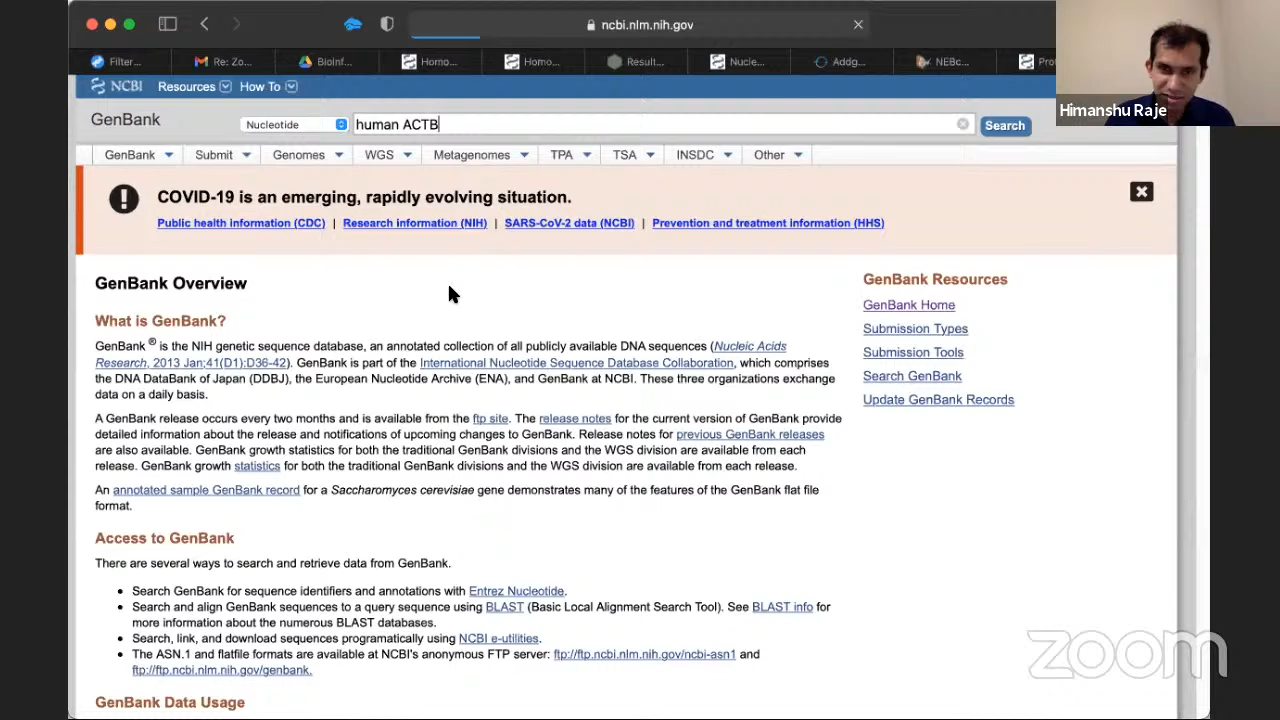 ncbi.nlm.nih.gov
Filter... Re: Zo... Bioinf... Homo... Homo... Result... Nucle... Addg... NEBc... Pro
Himanshu Raje
NCBI Resources How To
GenBank Nucleotide human ACTB Search
GenBank Submit Genomes WGS Metagenomes TPA TSA INSDC Other
COVID-19 is an emerging, rapidly evolving situation.
Public health information (CDC) | Research information (NIH) | SARS-CoV-2 data (NCBI) | Prevention and treatment information (HHS)
GenBank Overview
What is GenBank?
GenBank ® is the NIH genetic sequence database, an annotated collection of all publicly available DNA sequences (Nucleic Acids
Research, 2013 Jan;41(D1):D36-42). GenBank is part of the International Nucleotide Sequence Database Collaboration, which comprises
the DNA DataBank of Japan (DDBJ), the European Nucleotide Archive (ENA), and GenBank at NCBI. These three organizations exchange
data on a daily basis.
A GenBank release occurs every two months and is available from the ftp site. The release notes for the current version of GenBank provide
detailed information about the release and notifications of upcoming changes to GenBank. Release notes for previous GenBank releases
are also available. GenBank growth statistics for both the traditional GenBank divisions and the WGS division are available from each
release. GenBank growth statistics for both the traditional GenBank divisions and the WGS division are available from each release.
An annotated sample GenBank record for a Saccharomyces cerevisiae gene demonstrates many of the features of the GenBank flat file
format.
Access to GenBank
There are several ways to search and retrieve data from GenBank.
• Search GenBank for sequence identifiers and annotations with Entrez Nucleotide.
• Search and align GenBank sequences to a query sequence using BLAST (Basic Local Alignment Search Tool). See BLAST info for
more information about the numerous BLAST databases.
• Search, link, and download sequences programatically using NCBI e-utilities.
• The ASN.1 and flatfile formats are available at NCBI's anonymous FTP server: ftp://ftp.ncbi.nlm.nih.gov/ncbi-asn1 and
ftp://ftp.ncbi.nlm.nih.gov/genbank.
GenBank Data Usage
GenBank Resources
GenBank Home
Submission Types
Submission Tools
Search GenBank
Update GenBank Records
zoom